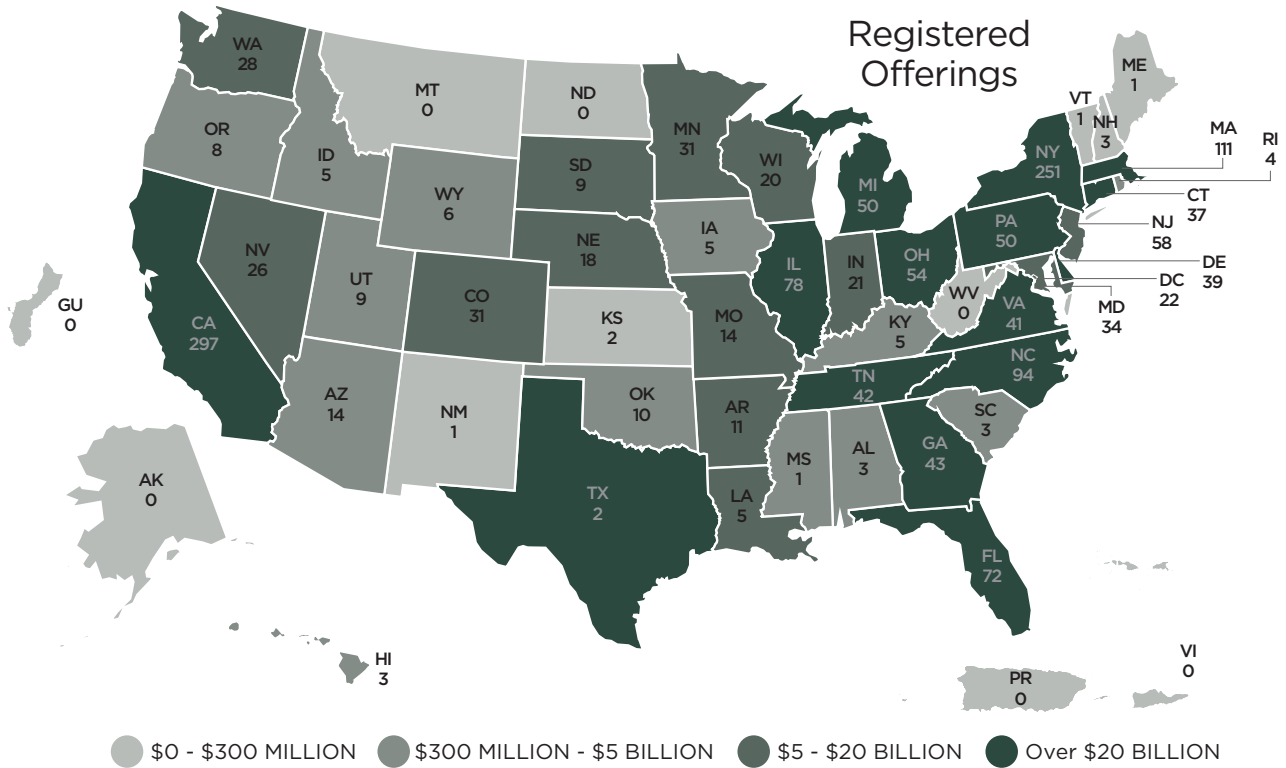 Registered
Offerings
WA
28
MT
0
ND
0
MN
31
ME
1
VT
1
NH
3
MA
111
RI
4
OR
8
ID
5
SD
9
WI
20
MI
50
NY
251
CT
37
WY
6
IA
5
PA
50
NJ
58
NV
26
UT
9
NE
18
IL
78
IN
21
OH
54
DE
39
DC
22
MD
34
GU
0
CA
297
CO
31
KS
2
MO
14
WV
0
VA
41
KY
5
NC
94
AZ
14
NM
1
OK
10
AR
11
TN
42
SC
3
AK
0
TX
2
LA
5
MS
1
AL
3
GA
43
FL
72
HI
3
PR
0
VI
0
$0 - $300 MILLION
$300 MILLION - $5 BILLION
$5 - $20 BILLION
Over $20 BILLION